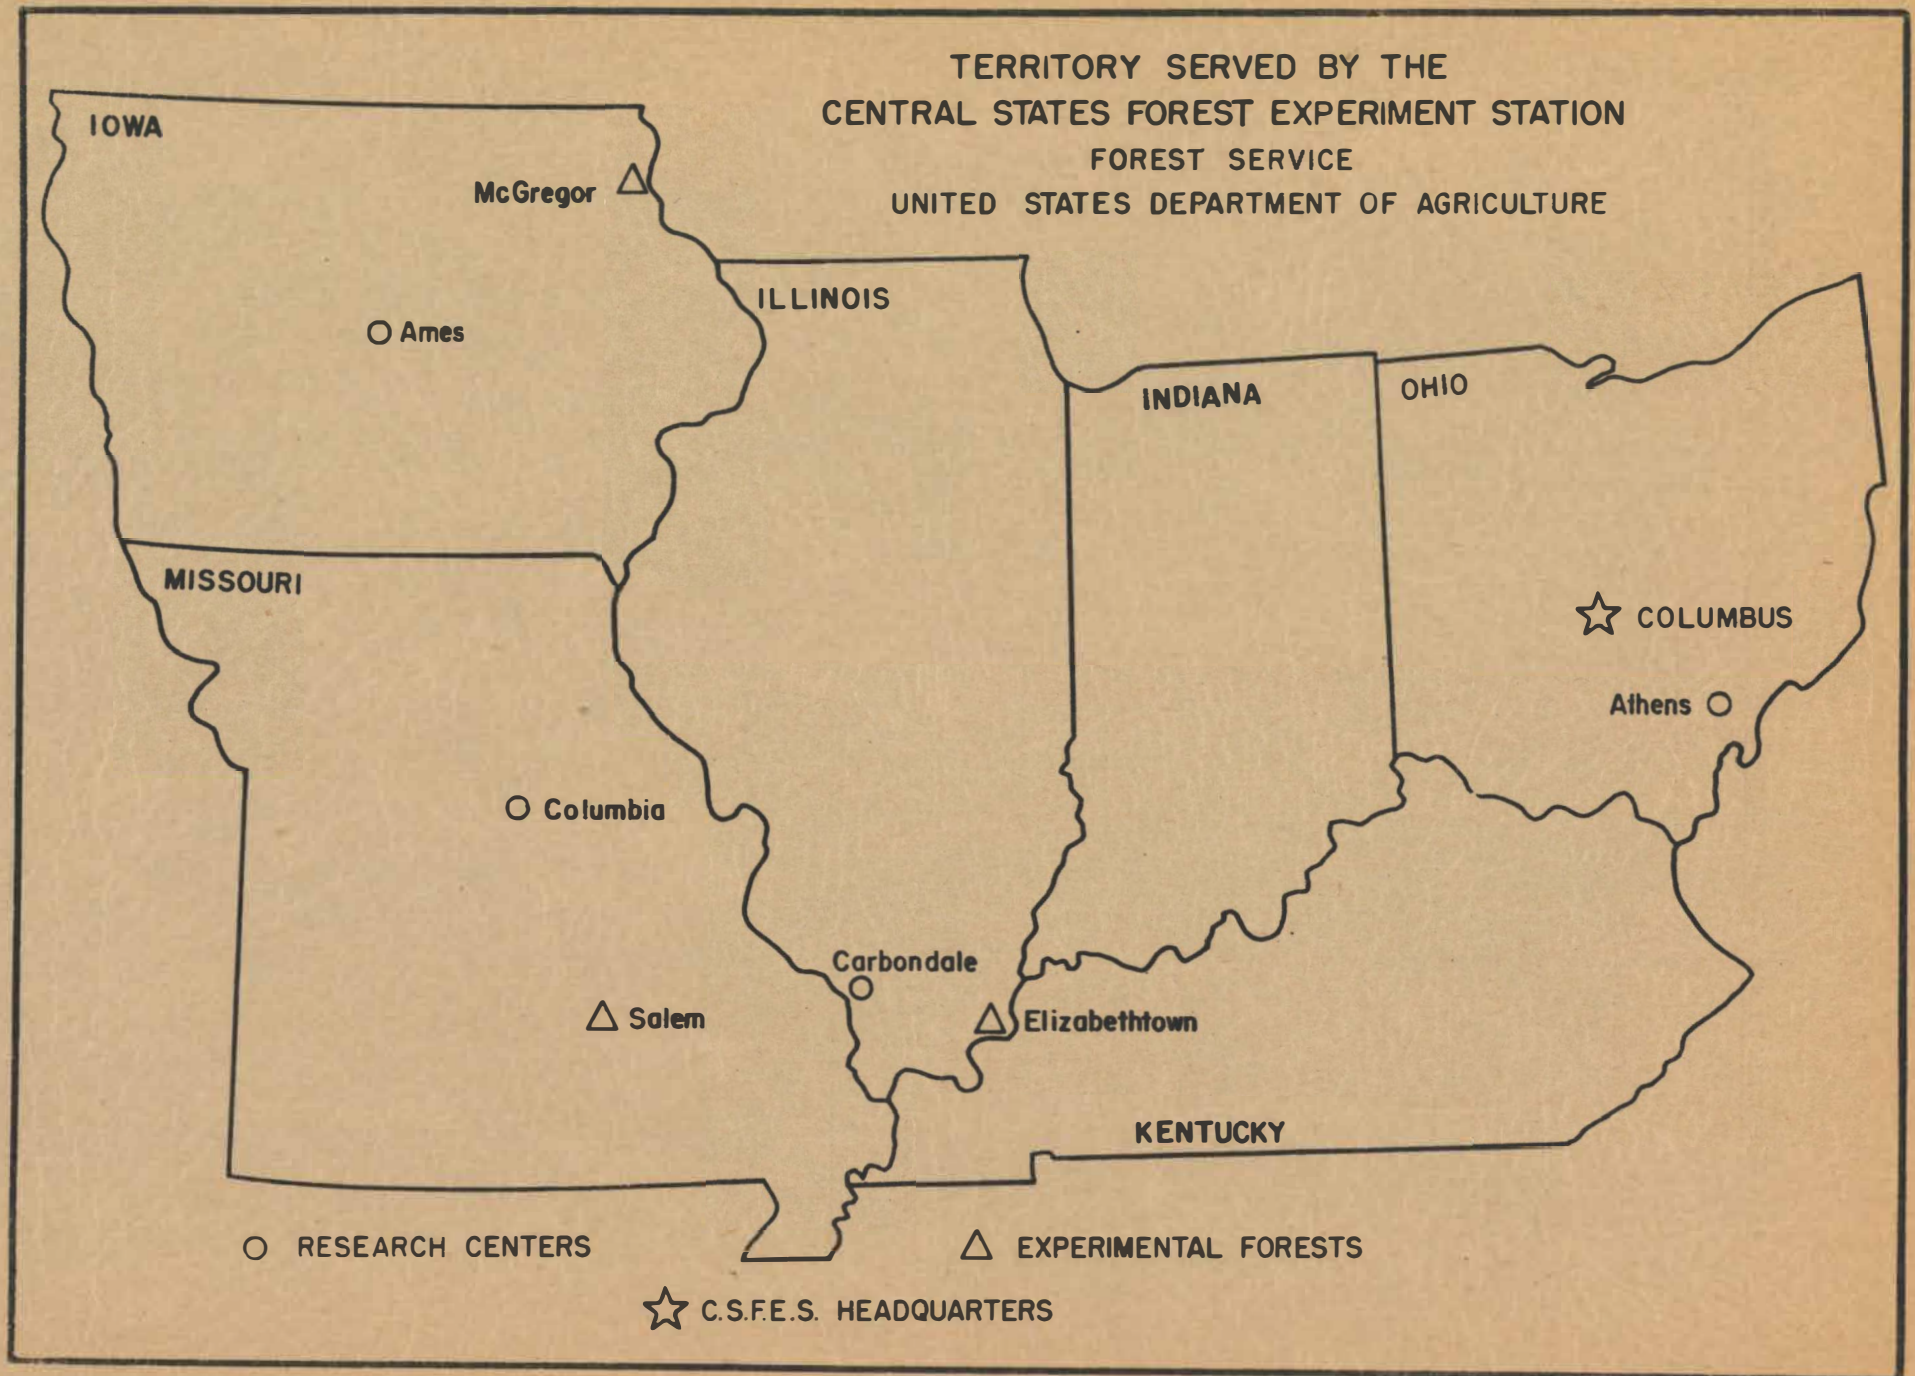 TERRITORY SERVED BY THE
CENTRAL STATES FOREST EXPERIMENT STATION
FOREST SERVICE
UNITED STATES DEPARTMENT OF AGRICULTURE
IOWA
McGregor
Ames
ILLINOIS
INDIANA
OHIO
MISSOURI
COLUMBUS
Athens
Columbia
Carbondale
Salem
Elizabethtown
KENTUCKY
RESEARCH CENTERS
EXPERIMENTAL FORESTS
C.S.F.E.S. HEADQUARTERS